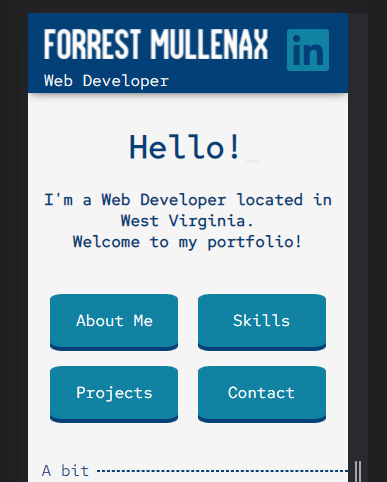 FORREST MULLENAX
in
Web Developer
Hello!_
I'm a Web Developer located in
West Virginia.
Welcome to my portfolio!
About Me
Skills
Projects
Contact
A bit